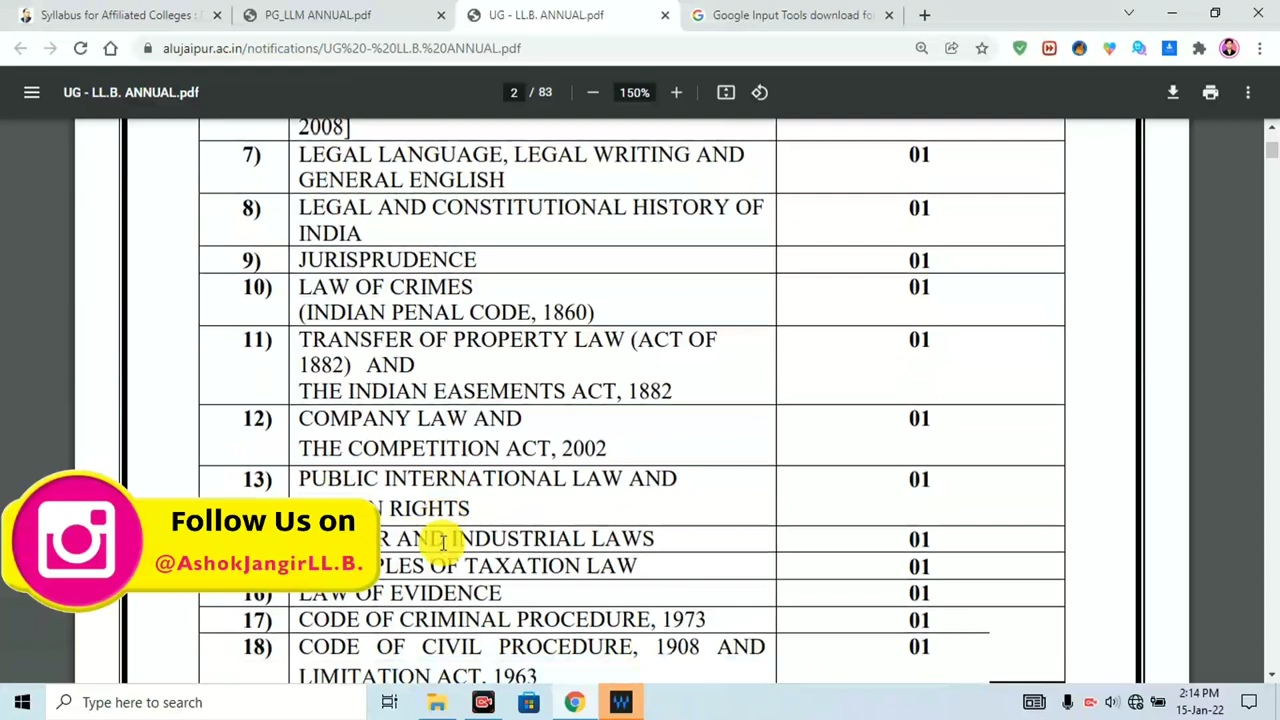 Syllabus for Affiliated Colleges :
PG_LLM ANNUAL.pdf
UG - LL.B. ANNUAL.pdf
Google Input Tools download for
alujaipur.ac.in/notifications/UG%20-%20LL.B.%20ANNUAL.pdf
UG - LL.B. ANNUAL.pdf
2 / 83
150%
2008]
7) LEGAL LANGUAGE, LEGAL WRITING AND 01
GENERAL ENGLISH
8) LEGAL AND CONSTITUTIONAL HISTORY OF 01
INDIA
9) JURISPRUDENCE 01
10) LAW OF CRIMES 01
(INDIAN PENAL CODE, 1860)
11) TRANSFER OF PROPERTY LAW (ACT OF 01
1882) AND
THE INDIAN EASEMENTS ACT, 1882
12) COMPANY LAW AND 01
THE COMPETITION ACT, 2002
13) PUBLIC INTERNATIONAL LAW AND 01
RIGHTS
AND INDUSTRIAL LAWS 01
OF TAXATION LAW 01
16) LAW OF EVIDENCE 01
17) CODE OF CRIMINAL PROCEDURE, 1973 01
18) CODE OF CIVIL PROCEDURE, 1908 AND 01
LIMITATION ACT, 1963
Follow Us on
@AshokJangirLL.B.
Type here to search
2:14 PM
15-Jan-22